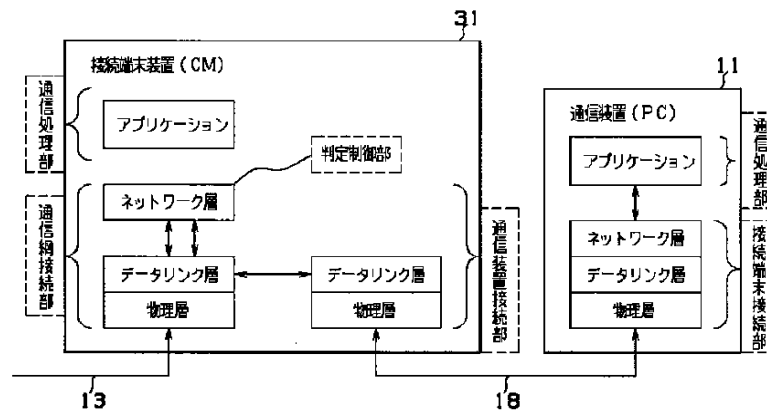 31
接続端末装置(CM)
通信処理部
アプリケーション
判定制御部
ネットワーク層
通信網接続部
データリンク層
物理層
データリンク層
物理層
通信装置接続部
13
18
11
通信装置(PC)
アプリケーション
通信処理部
ネットワーク層
データリンク層
物理層
接続端末接続部